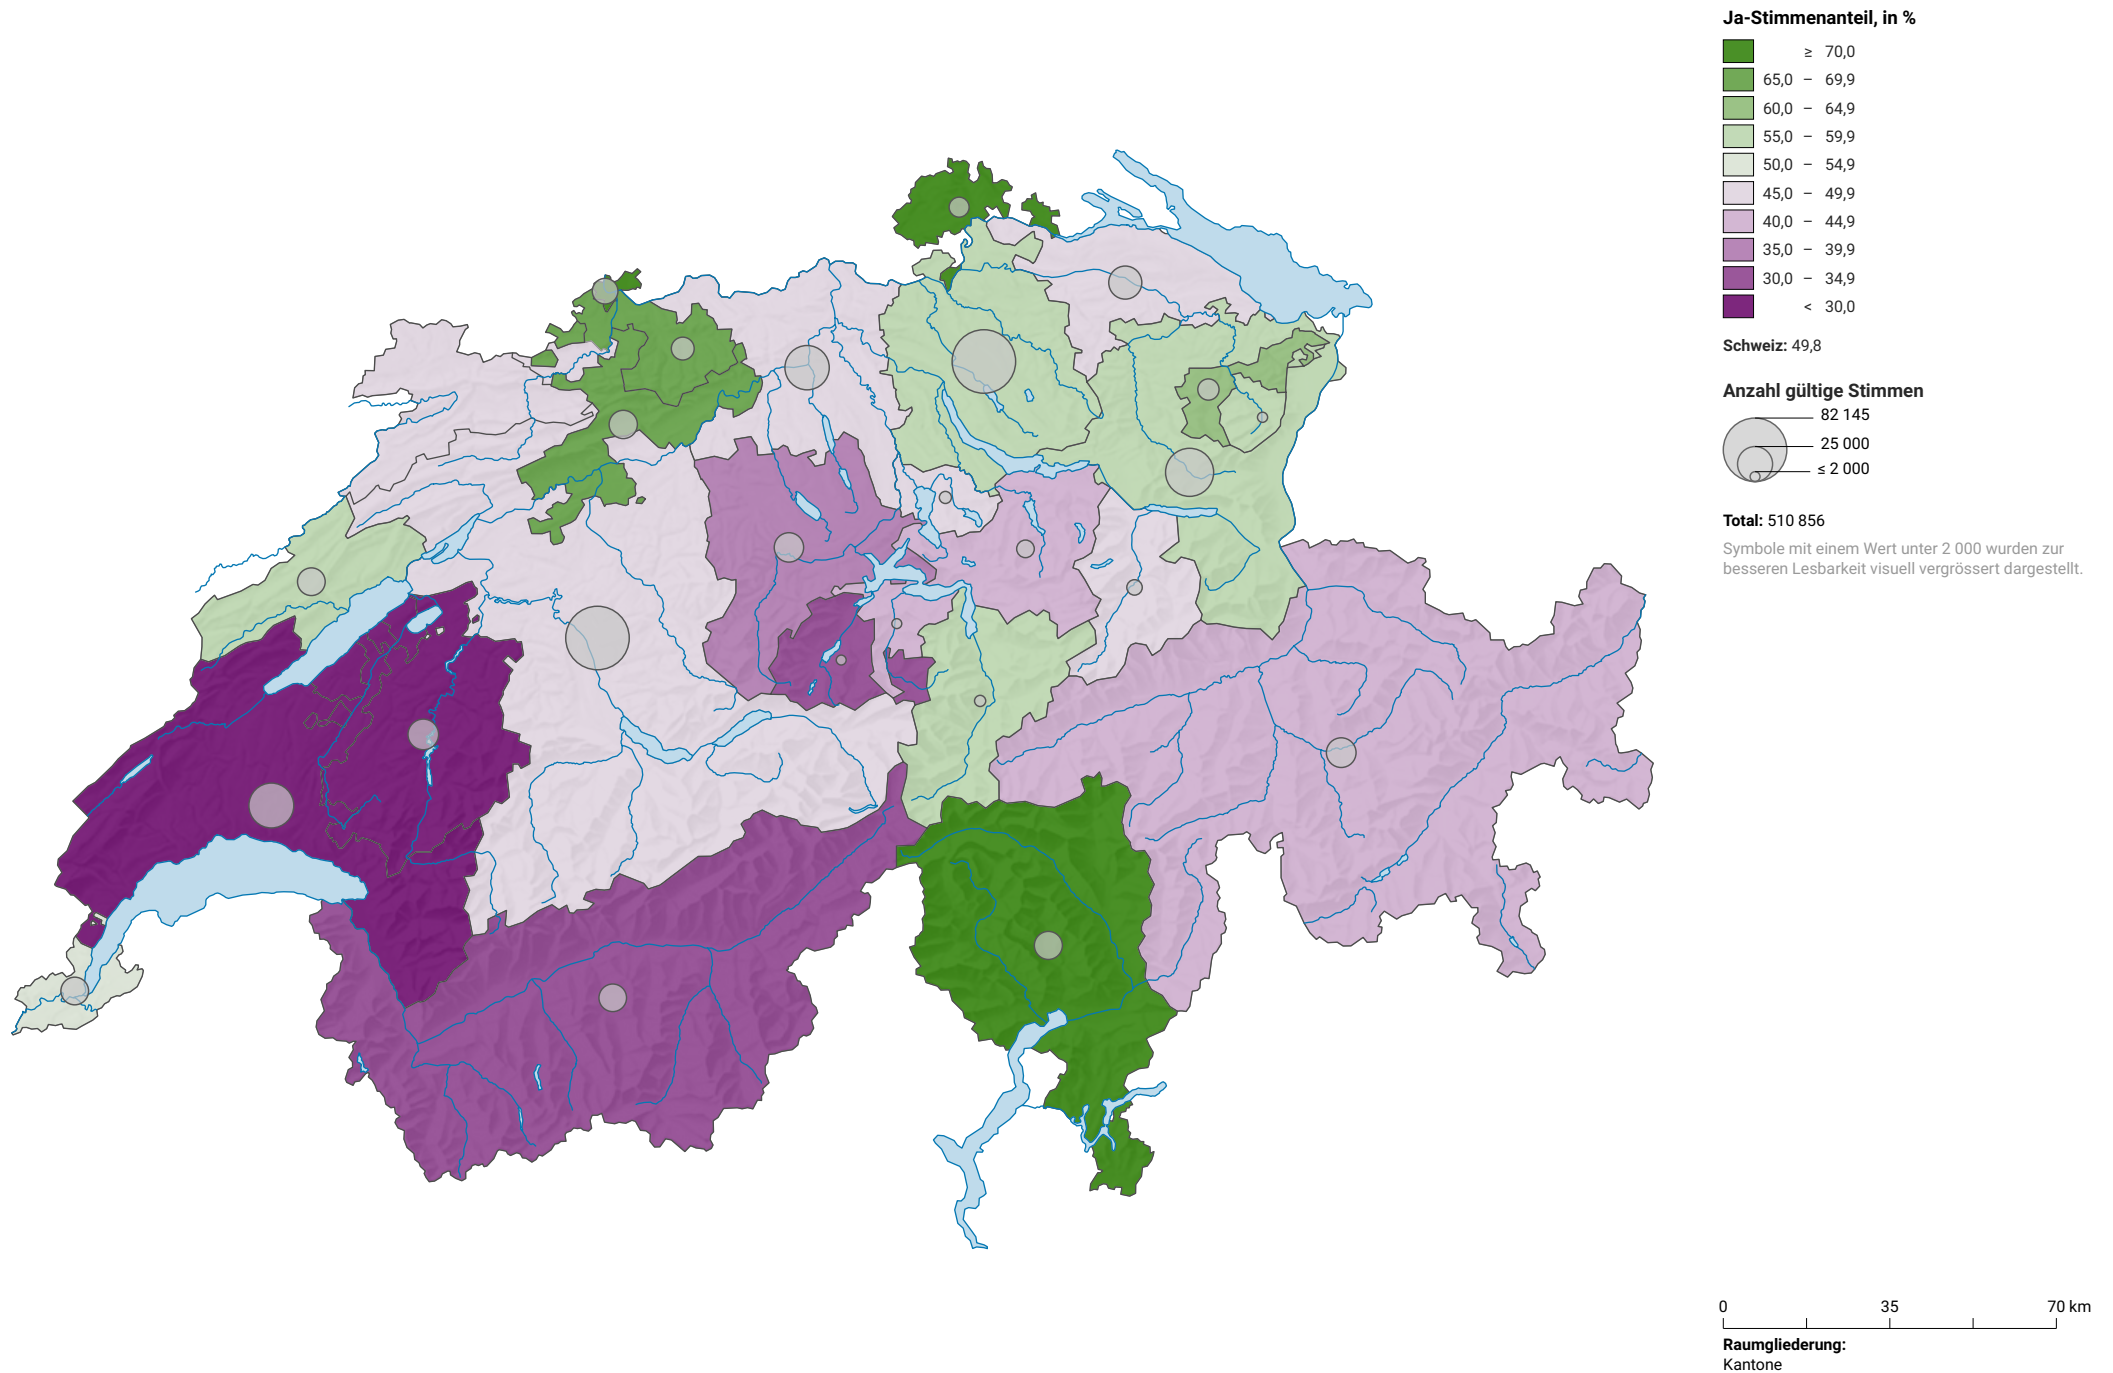 Ja-Stimmenanteil, in %
≥ 70,0
65,0 – 69,9
60,0 – 64,9
55,0 – 59,9
50,0 – 54,9
45,0 – 49,9
40,0 – 44,9
35,0 – 39,9
30,0 – 34,9
< 30,0
Schweiz: 49,8
Anzahl gültige Stimmen
82 145
25 000
≤ 2 000
Total: 510 856
Symbole mit einem Wert unter 2 000 wurden zur
besseren Lesbarkeit visuell vergrössert dargestellt.
0 35 70 km
Raumgliederung:
Kantone